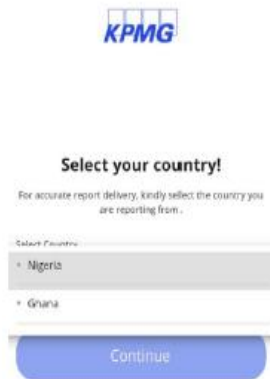 KPMG
Select your country!
For accurate report delivery, kindly sellect the country you
are reporting from .
Select Country
Nigeria
Ghana
Continue